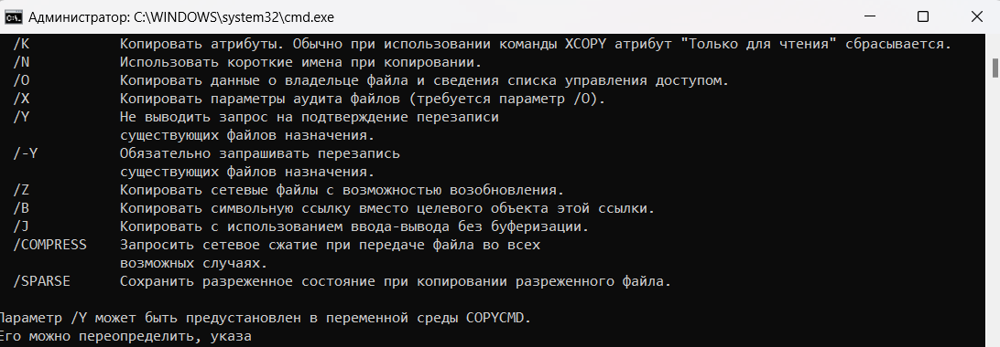 Администратор: C:\WINDOWS\system32\cmd.exe
/K Копировать атрибуты. Обычно при использовании команды XCOPY атрибут "Только для чтения" сбрасывается.
/N Использовать короткие имена при копировании.
/O Копировать данные о владельце файла и сведения списка управления доступом.
/X Копировать параметры аудита файлов (требуется параметр /O).
/Y Не выводить запрос на подтверждение перезаписи
существующих файлов назначения.
/-Y Обязательно запрашивать перезапись
существующих файлов назначения.
/Z Копировать сетевые файлы с возможностью возобновления.
/B Копировать символьную ссылку вместо целевого объекта этой ссылки.
/J Копировать с использованием ввода-вывода без буферизации.
/COMPRESS Запросить сетевое сжатие при передаче файла во всех
возможных случаях.
/SPARSE Сохранить разреженное состояние при копировании разреженного файла.
Параметр /Y может быть предустановлен в переменной среды COPYCMD.
Его можно переопределить, указа